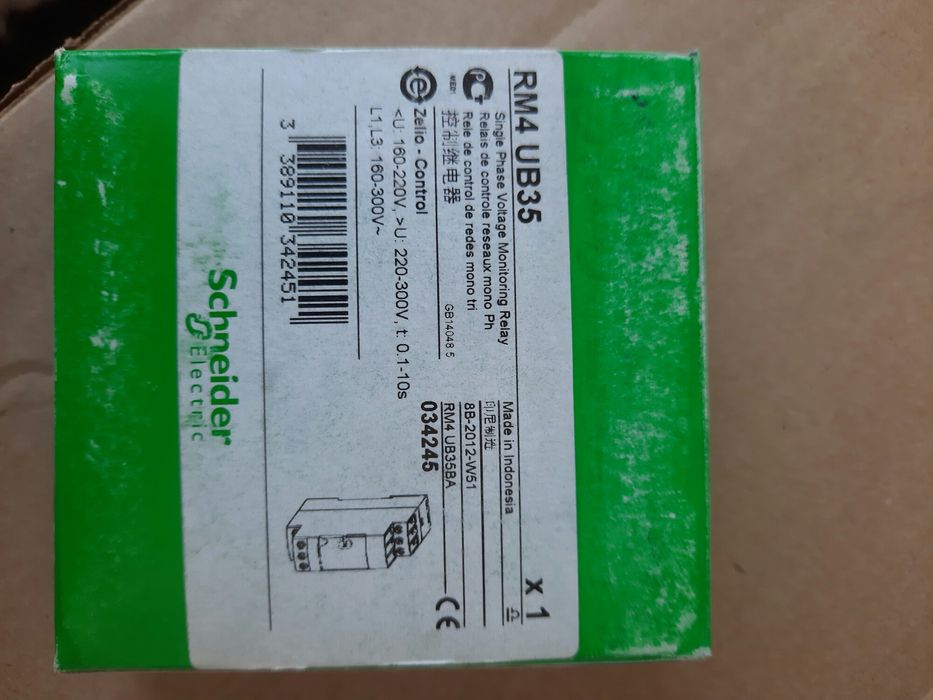 RM4 UB35
x 1
Single Phase Voltage Monitoring Relay
Relais de controle reseaux mono Ph
Rele de control de redes mono tri
控制继电器
GB14048.5
Made in Indonesia
印尼制造
8B-2012-W51
RM4 UB35BA
034245
CE
Zelio - Control
<U: 160-220V, >U: 220-300V, t: 0.1-10s
L1,L3: 160-300V~
3 389110 342451
Schneider
Electric